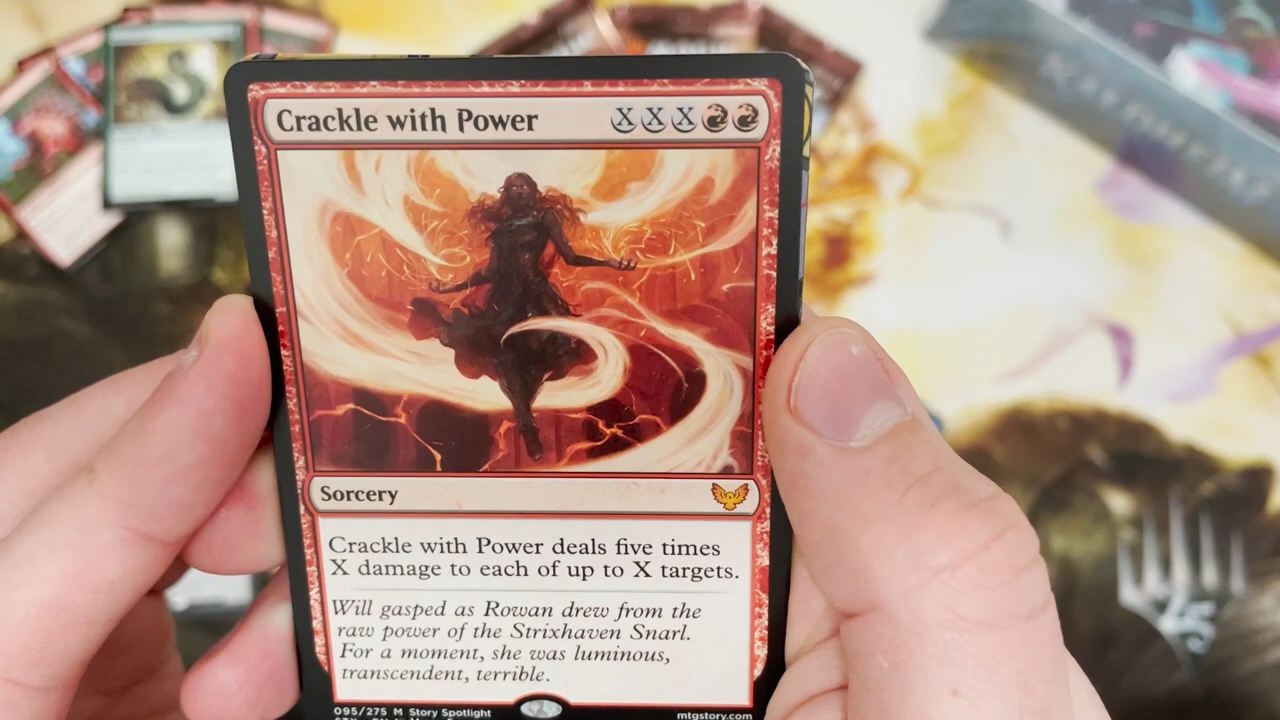 Crackle with Power XXX
Sorcery
Crackle with Power deals five times
X damage to each of up to X targets.
Will gasped as Rowan drew from the
raw power of the Strixhaven Snarl.
For a moment, she was luminous,
transcendent, terrible.
095/275 M Story Spotlight
mtgstory.com